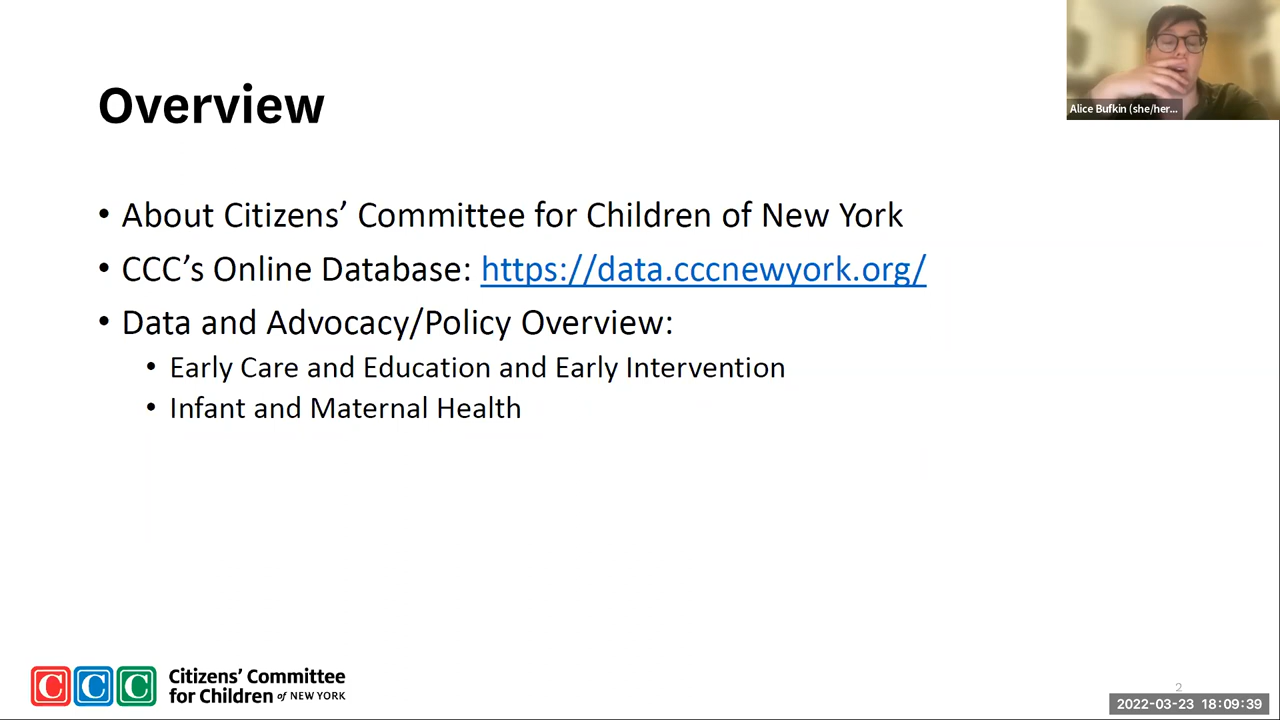 Overview
Alice Bufkin (she/her...
• About Citizens’ Committee for Children of New York
• CCC’s Online Database: https://data.cccnewyork.org/
• Data and Advocacy/Policy Overview:
• Early Care and Education and Early Intervention
• Infant and Maternal Health
C C C
Citizens’ Committee
for Children of NEW YORK
2
2022-03-23 18:09:39